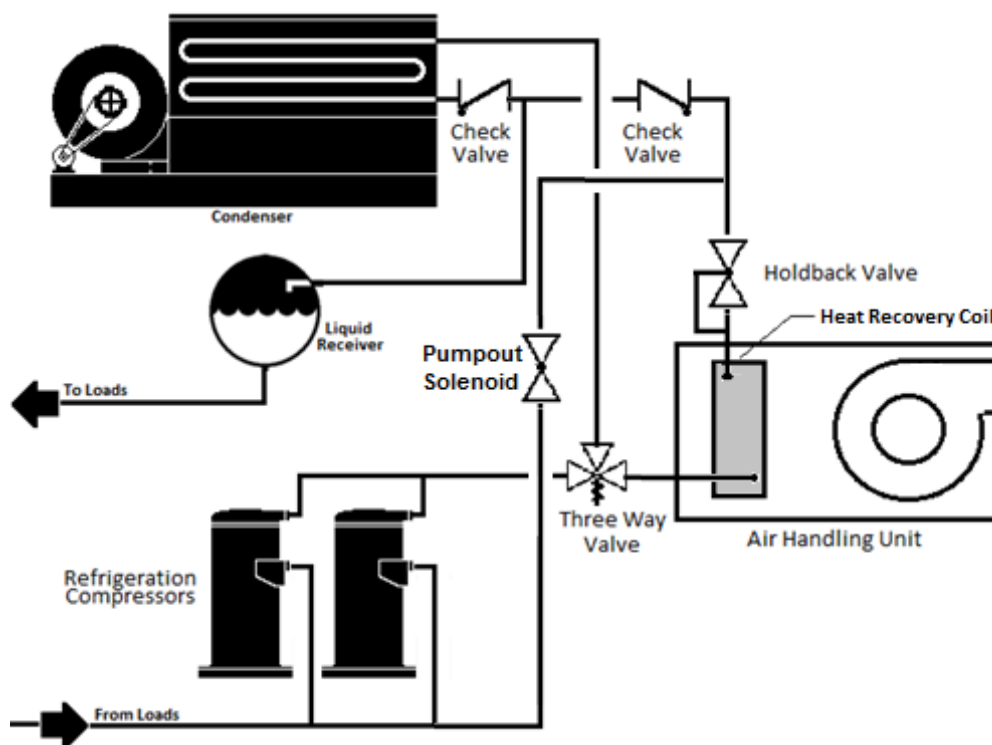 Check
Valve
Check
Valve
Condenser
Holdback Valve
Heat Recovery Coil
Liquid
Receiver
Pumpout
Solenoid
To Loads
Three Way
Valve
Air Handling Unit
Refrigeration
Compressors
From Loads